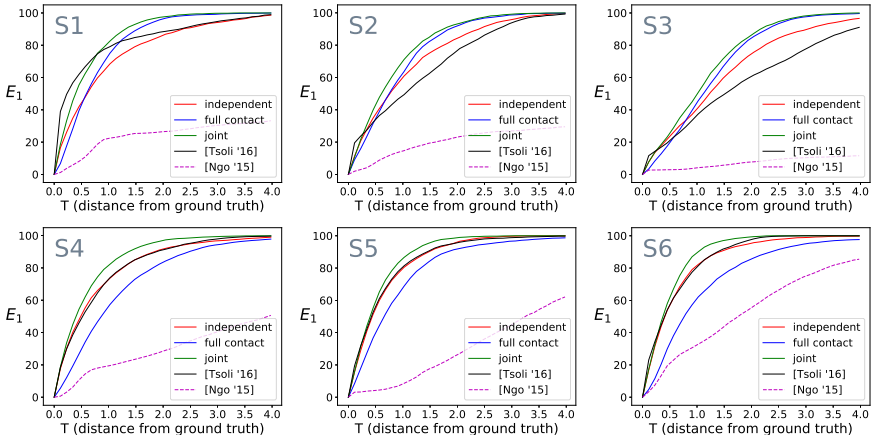 S1
100
80
60
40
20
0
E1
independent
full contact
joint
[Tsoli '16]
[Ngo '15]
0.0 0.5 1.0 1.5 2.0 2.5 3.0 3.5 4.0
T (distance from ground truth)
S2
100
80
60
40
20
0
E1
independent
full contact
joint
[Tsoli '16]
[Ngo '15]
0.0 0.5 1.0 1.5 2.0 2.5 3.0 3.5 4.0
T (distance from ground truth)
S3
100
80
60
40
20
0
E1
independent
full contact
joint
[Tsoli '16]
[Ngo '15]
0.0 0.5 1.0 1.5 2.0 2.5 3.0 3.5 4.0
T (distance from ground truth)
S4
100
80
60
40
20
0
E1
independent
full contact
joint
[Tsoli '16]
[Ngo '15]
0.0 0.5 1.0 1.5 2.0 2.5 3.0 3.5 4.0
T (distance from ground truth)
S5
100
80
60
40
20
0
E1
independent
full contact
joint
[Tsoli '16]
[Ngo '15]
0.0 0.5 1.0 1.5 2.0 2.5 3.0 3.5 4.0
T (distance from ground truth)
S6
100
80
60
40
20
0
E1
independent
full contact
joint
[Tsoli '16]
[Ngo '15]
0.0 0.5 1.0 1.5 2.0 2.5 3.0 3.5 4.0
T (distance from ground truth)